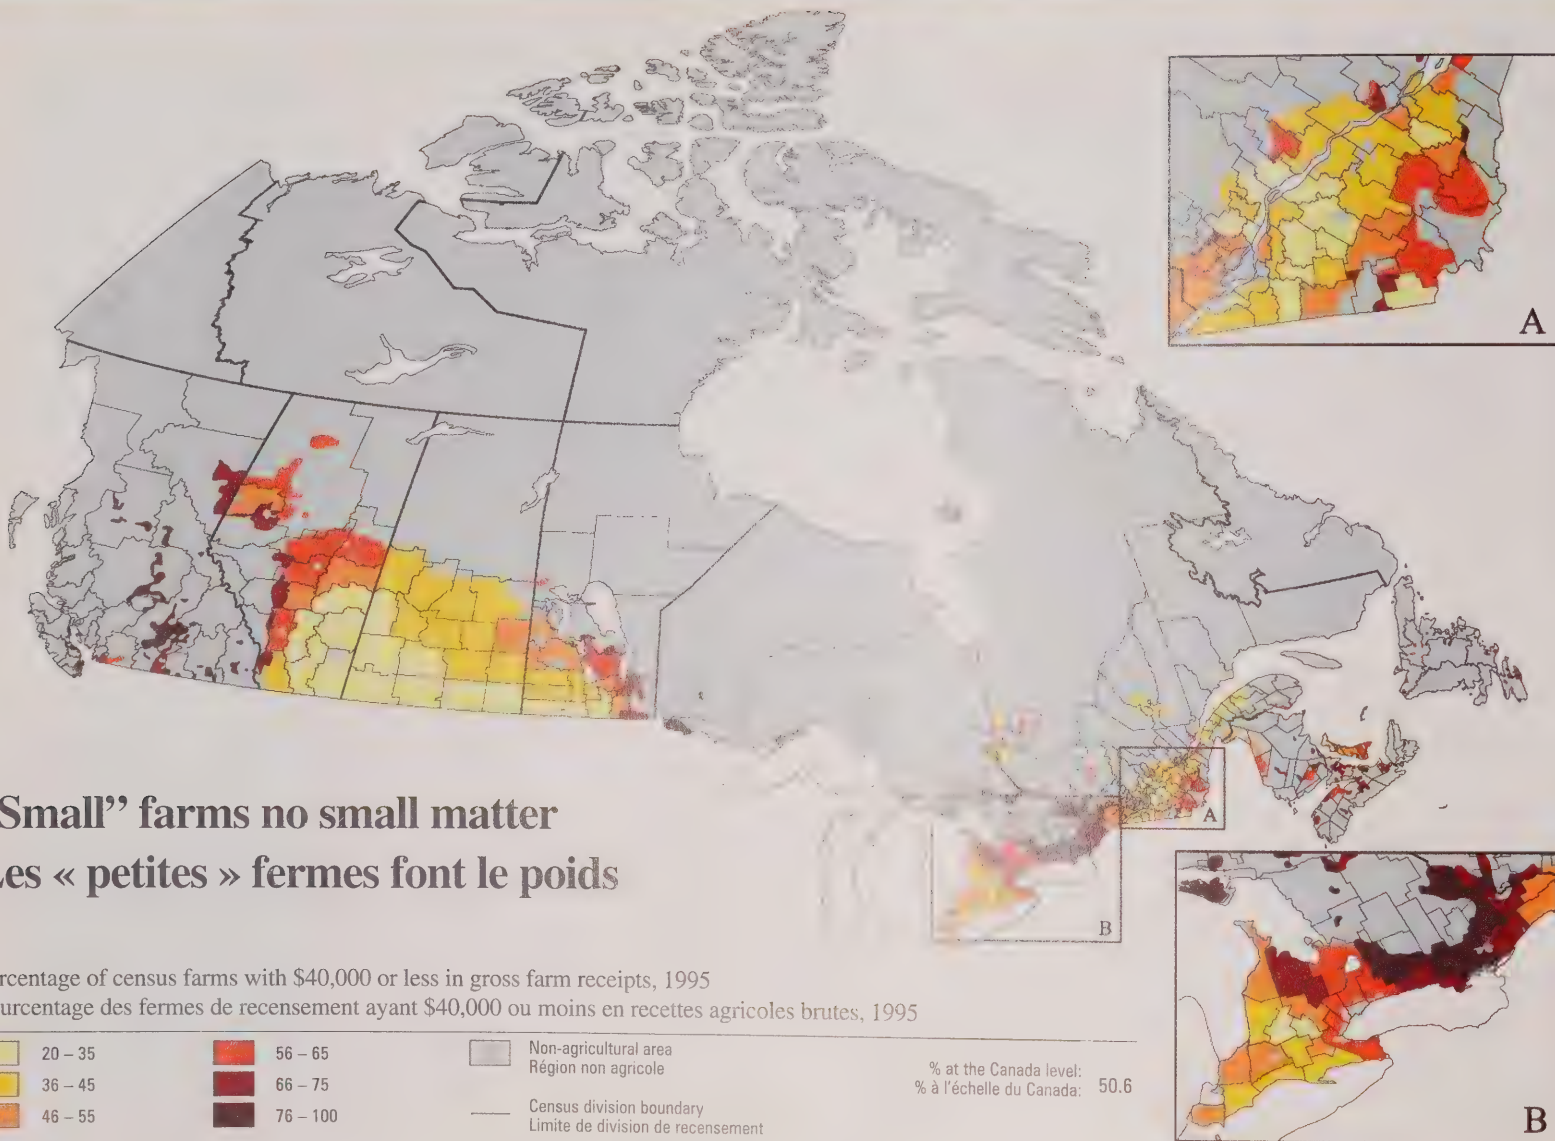 Small” farms no small matter
es « petites » fermes font le poids
rcentage of census farms with $40,000 or less in gross farm receipts, 1995
urcentage des fermes de recensement ayant $40,000 ou moins en recettes agricoles brutes, 1995
20 – 35
36 – 45
46 – 55
56 – 65
66 – 75
76 – 100
Non-agricultural area
Région non agricole
Census division boundary
Limite de division de recensement
% at the Canada level:
% à l'échelle du Canada: 50.6
A
B
A
B